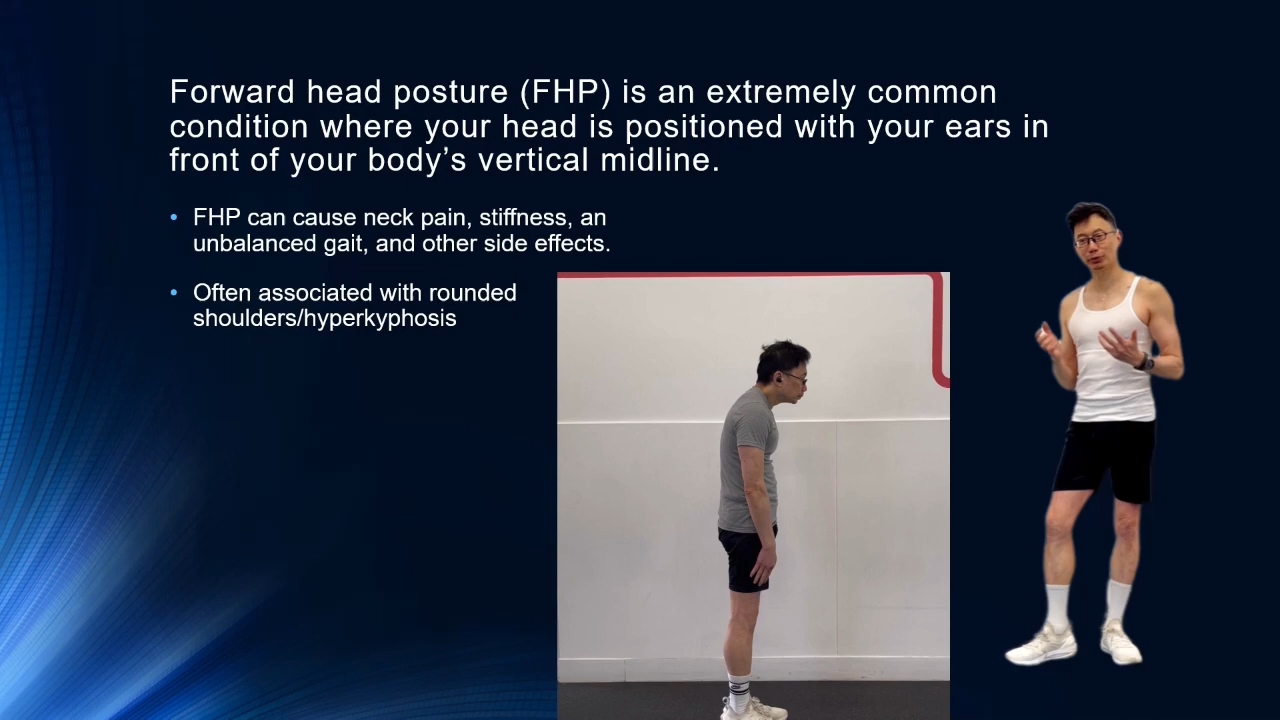 Forward head posture (FHP) is an extremely common
condition where your head is positioned with your ears in
front of your body’s vertical midline.
• FHP can cause neck pain, stiffness, an
unbalanced gait, and other side effects.
• Often associated with rounded
shoulders/hyperkyphosis